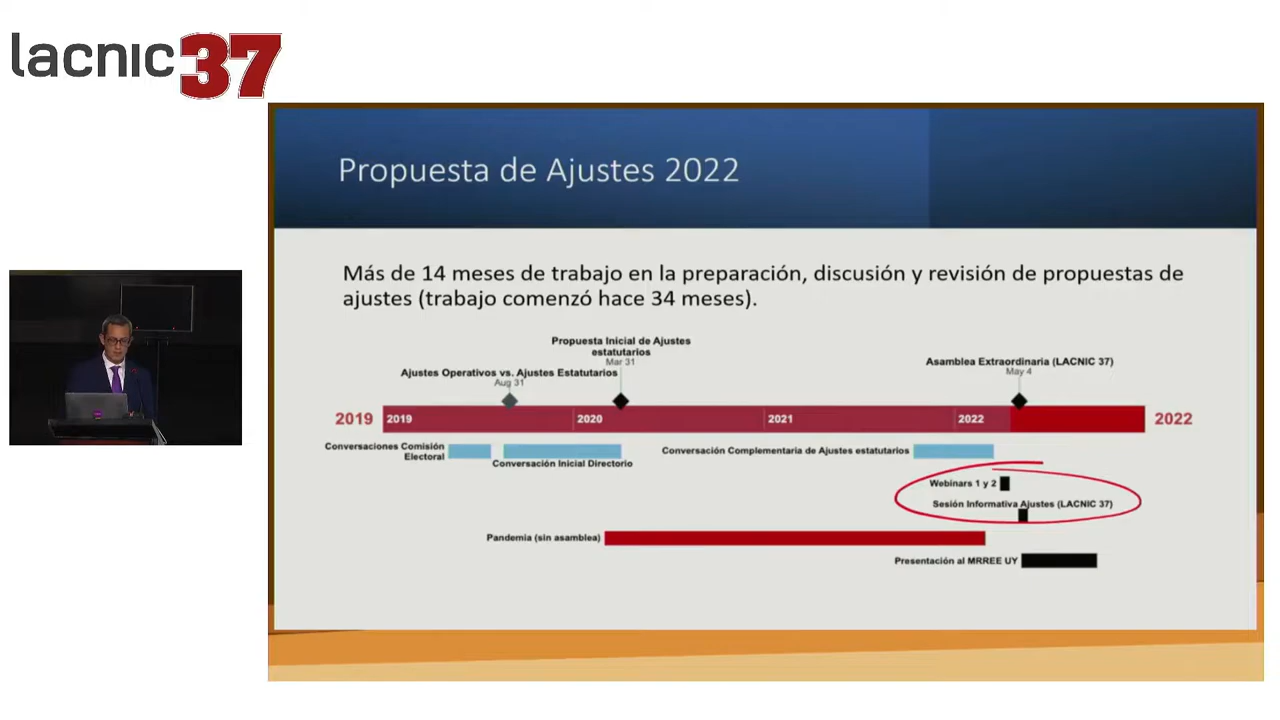 lacnic 37
Propuesta de Ajustes 2022
Más de 14 meses de trabajo en la preparación, discusión y revisión de propuestas de
ajustes (trabajo comenzó hace 34 meses).
Propuesta Inicial de Ajustes
estatutarios
Mar 31
Ajustes Operativos vs. Ajustes Estatutarios
Aug 31
Asamblea Extraordinaria (LACNIC 37)
May 4
2019 2019 2020 2021 2022 2022
Conversaciones Comisión
Electoral
Conversación Inicial Directorio
Conversación Complementaria de Ajustes estatutarios
Webinars 1 y 2
Sesión Informativa Ajustes (LACNIC 37)
Pandemia (sin asamblea)
Presentación al MRREE UY